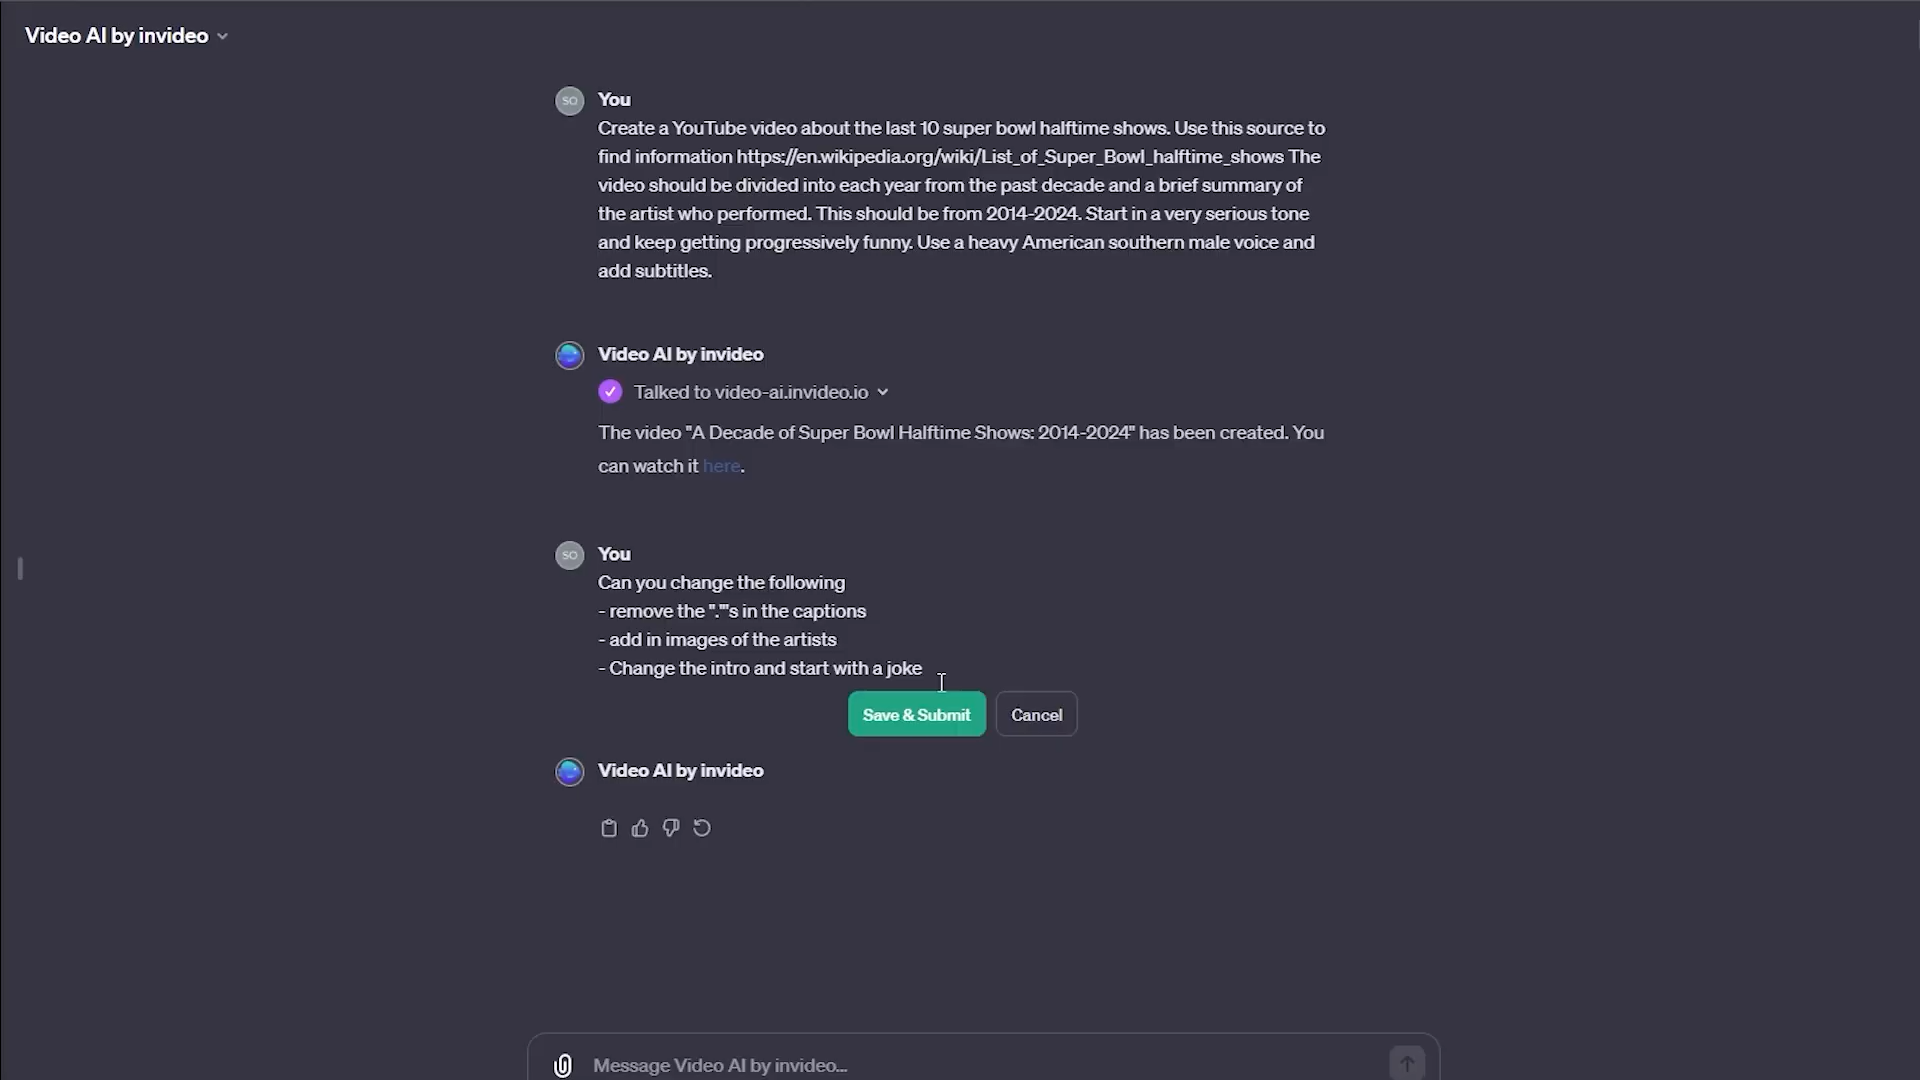 Video AI by invideo
SO
You
Create a YouTube video about the last 10 super bowl halftime shows. Use this source to
find information https://en.wikipedia.org/wiki/List_of_Super_Bowl_halftime_shows The
video should be divided into each year from the past decade and a brief summary of
the artist who performed. This should be from 2014-2024. Start in a very serious tone
and keep getting progressively funny. Use a heavy American southern male voice and
add subtitles.
Video AI by invideo
Talked to video-ai.invideo.io
The video "A Decade of Super Bowl Halftime Shows: 2014-2024" has been created. You
can watch it here.
SO
You
Can you change the following
- remove the "."'s in the captions
- add in images of the artists
- Change the intro and start with a joke
Save & Submit
Cancel
Video AI by invideo
Message Video AI by invideo...